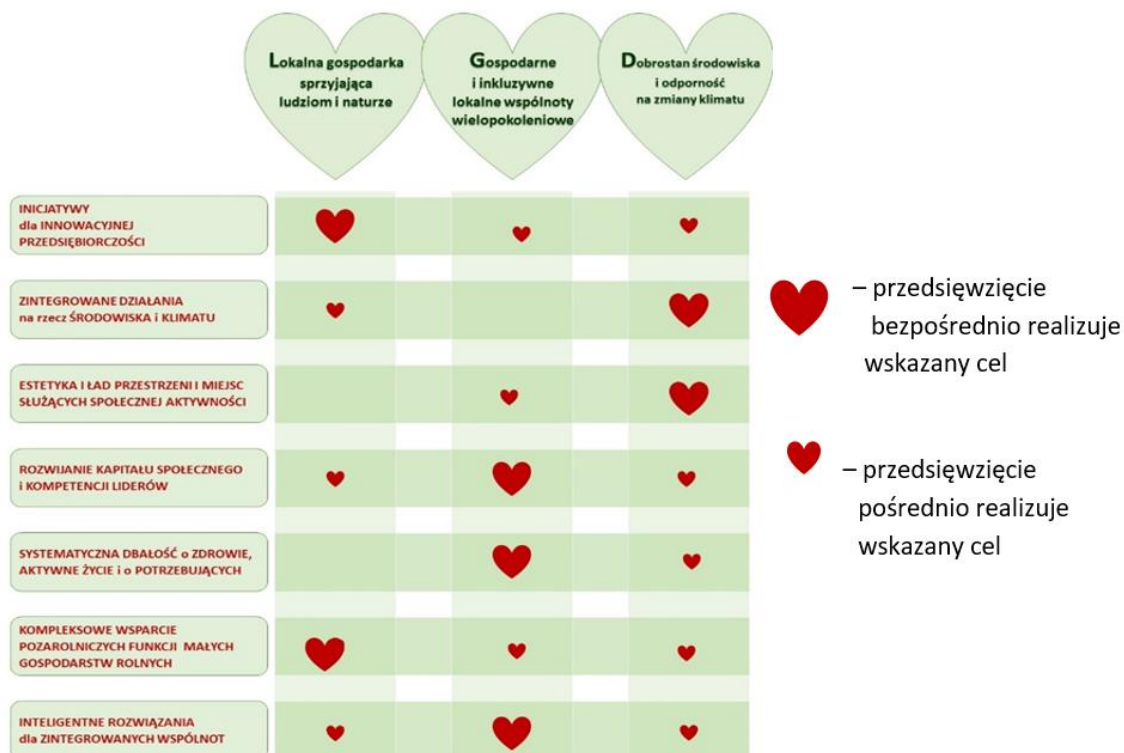 Lokalna gospodarka
sprzyjająca
ludziom i naturze
Gospodarne
i inkluzywne
lokalne wspólnoty
wielopokoleniowe
Dobrostan środowiska
i odporność
na zmiany klimatu
INICJATYWY
dla INNOWACYJNEJ
PRZEDSIĘBIORCZOŚCI
ZINTEGROWANE DZIAŁANIA
na rzecz ŚRODOWISKA i KLIMATU
ESTETYKA I ŁAD PRZESTRZENI I MIEJSC
SŁUŻĄCYCH SPOŁECZNEJ AKTYWNOŚCI
ROZWIJANIE KAPITAŁU SPOŁECZNEGO
i KOMPETENCJI LIDERÓW
SYSTEMATYCZNA DBAŁOŚĆ o ZDROWIE,
AKTYWNE ŻYCIE i o POTRZEBUJĄCYCH
KOMPLEKSOWE WSPARCIE
POZAROLNICZYCH FUNKCJI MAŁYCH
GOSPODARSTW ROLNYCH
INTELIGENTNE ROZWIĄZANIA
dla ZINTEGROWANYCH WSPÓLNOT
– przedsięwzięcie
bezpośrednio realizuje
wskazany cel
– przedsięwzięcie
pośrednio realizuje
wskazany cel